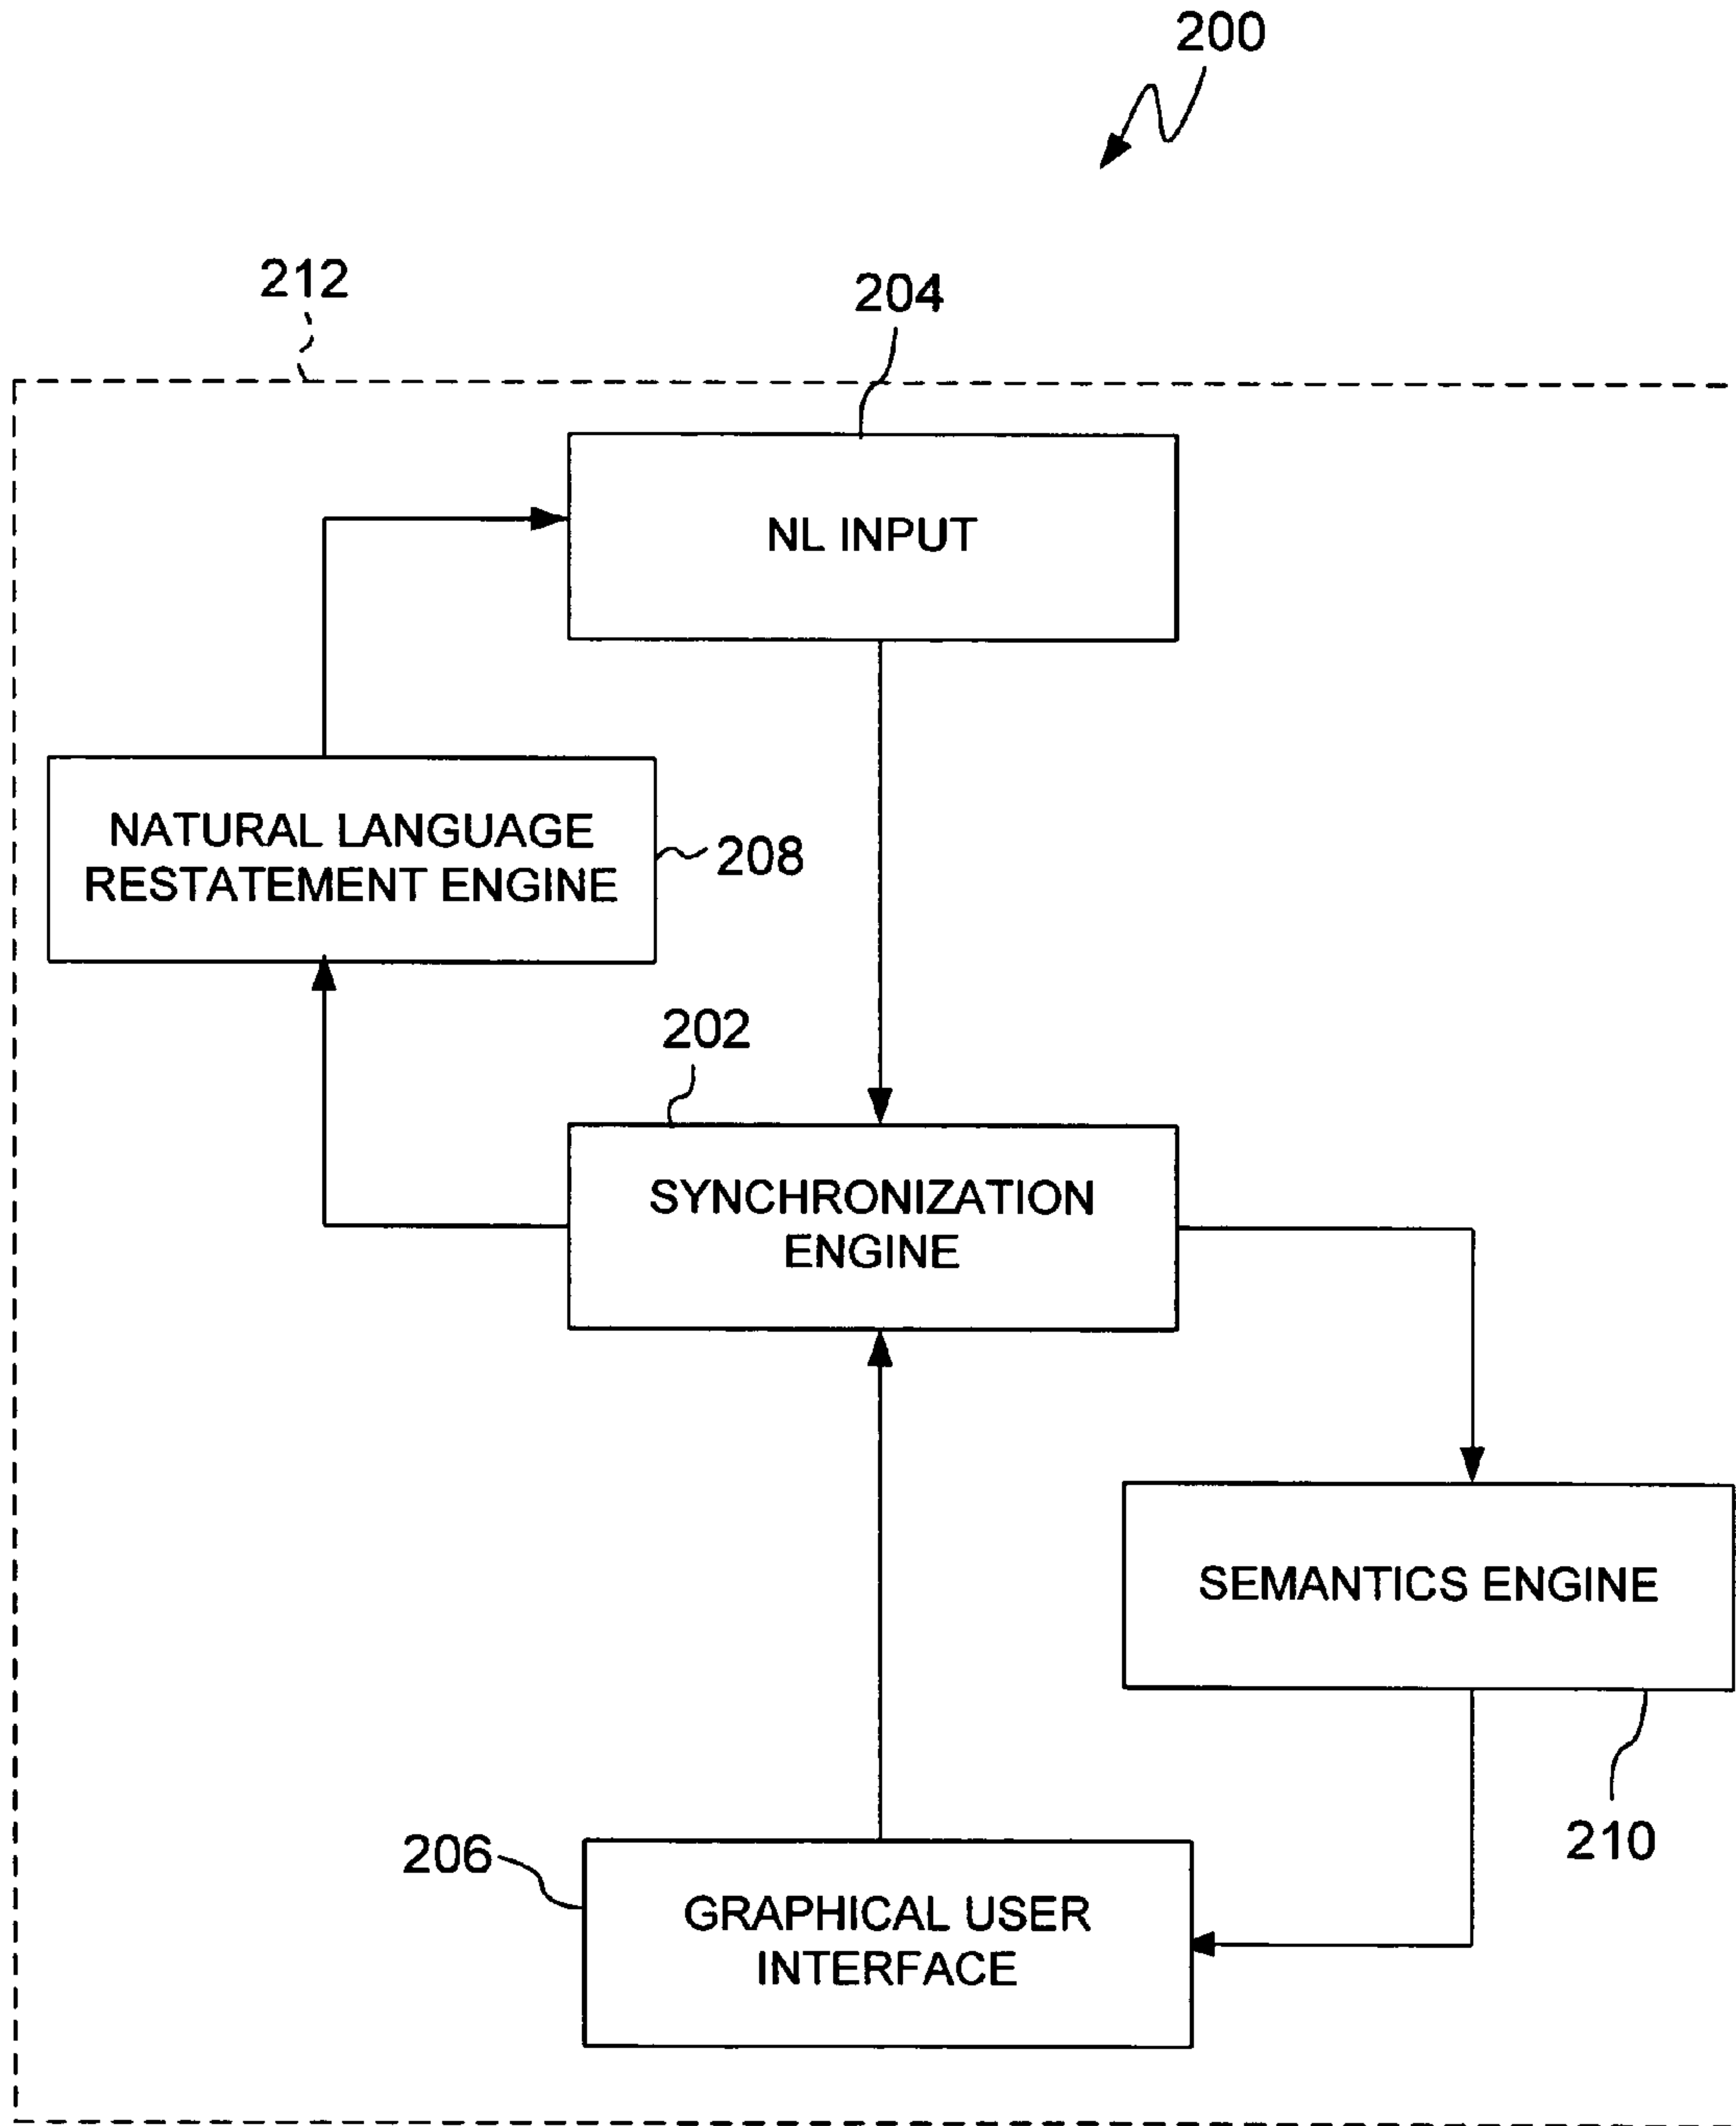 200
212
204
NL INPUT
NATURAL LANGUAGE
RESTATEMENT ENGINE
208
202
SYNCHRONIZATION
ENGINE
SEMANTICS ENGINE
210
206
GRAPHICAL USER
INTERFACE